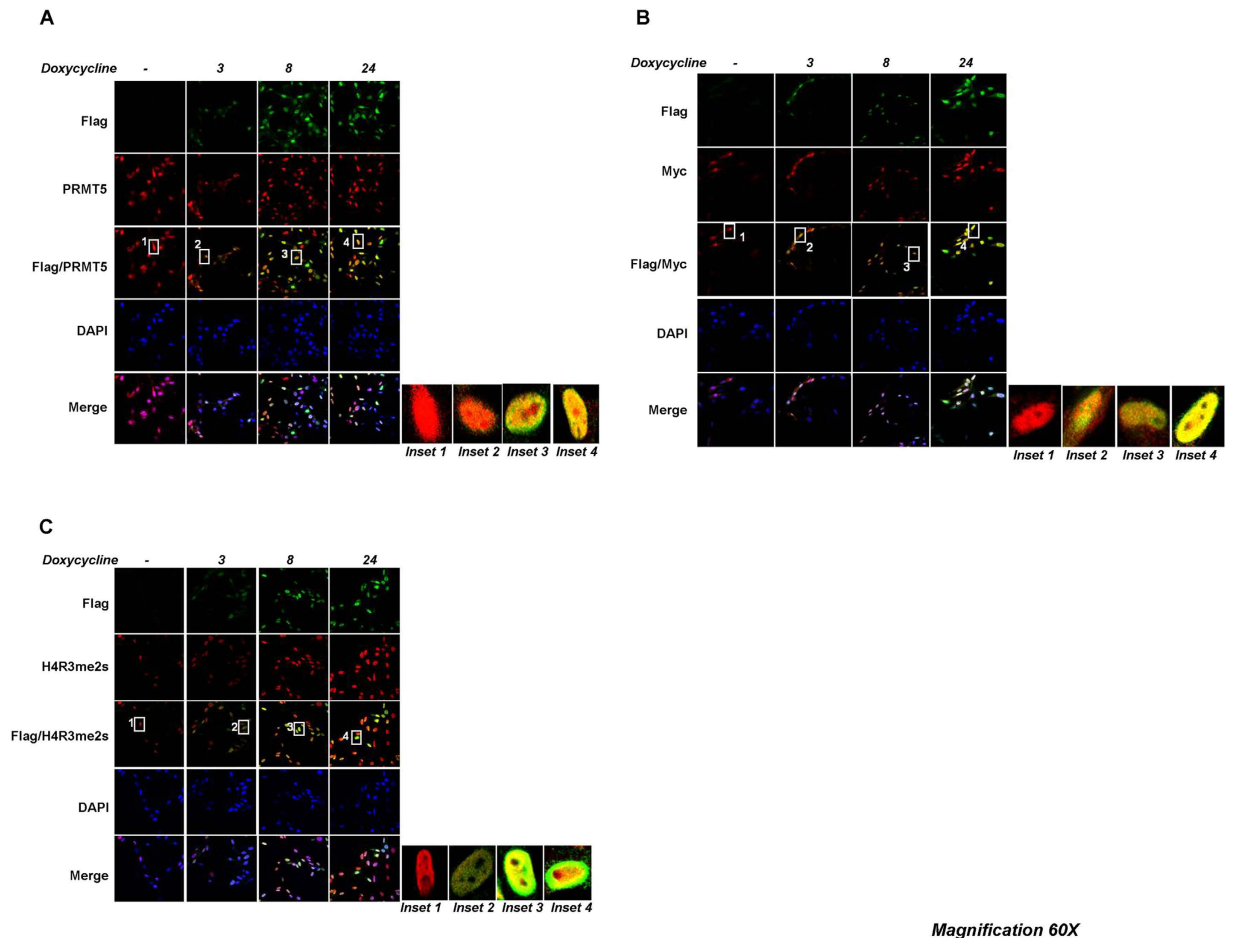 A
Doxycycline - 3 8 24
Flag
PRMT5
Flag/PRMT5
1 2 3 4
DAPI
Merge
Inset 1 Inset 2 Inset 3 Inset 4
B
Doxycycline - 3 8 24
Flag
Myc
Flag/Myc
1 2 3 4
DAPI
Merge
Inset 1 Inset 2 Inset 3 Inset 4
C
Doxycycline - 3 8 24
Flag
H4R3me2s
Flag/H4R3me2s
1 2 3 4
DAPI
Merge
Inset 1 Inset 2 Inset 3 Inset 4
Magnification 60X